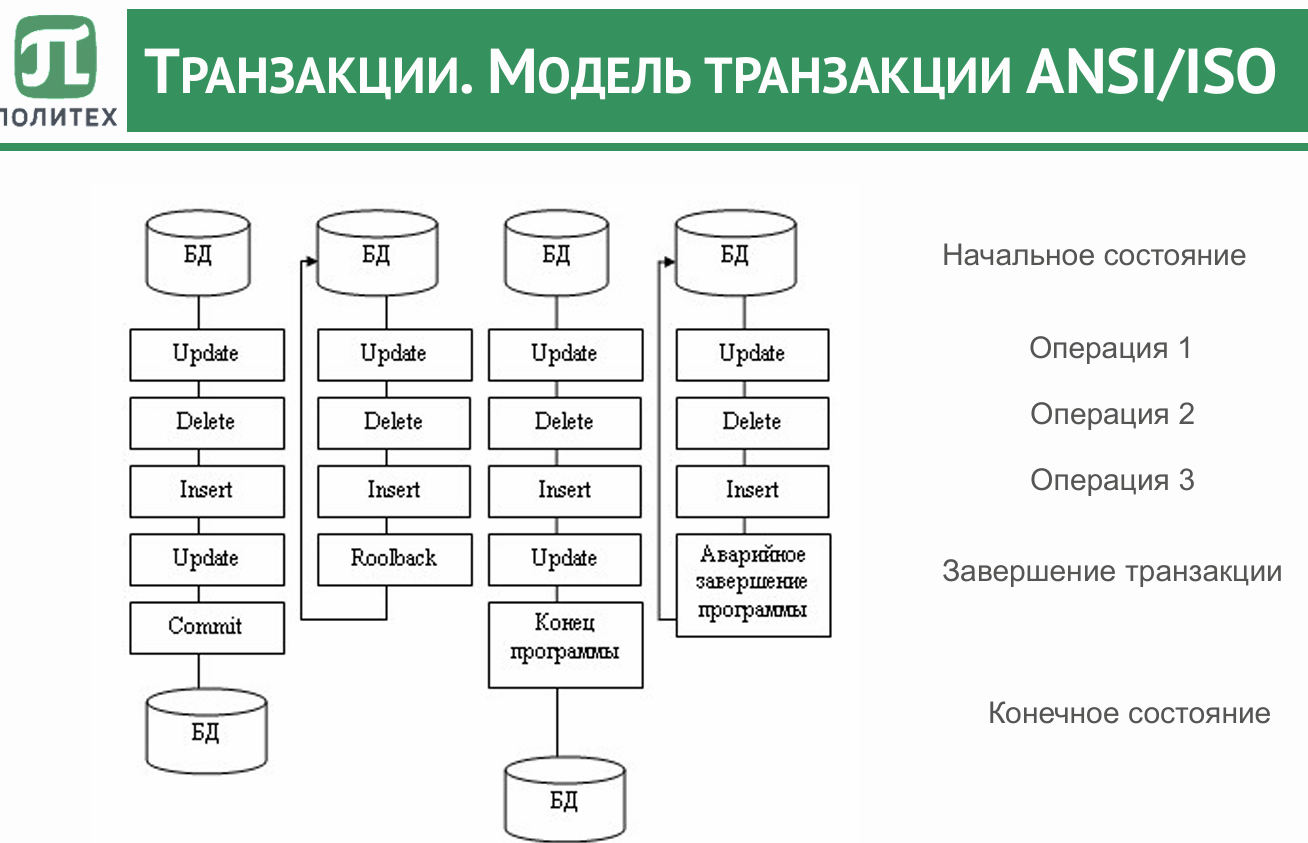 ПОЛИТЕХ
ТРАНЗАКЦИИ. МОДЕЛЬ ТРАНЗАКЦИИ ANSI/ISO
БД
Update
Delete
Insert
Update
Commit
БД
БД
Update
Delete
Insert
Roolback
БД
Update
Delete
Insert
Update
Конец
программы
БД
БД
Update
Delete
Insert
Аварийное
завершение
программы
Начальное состояние
Операция 1
Операция 2
Операция 3
Завершение транзакции
Конечное состояние